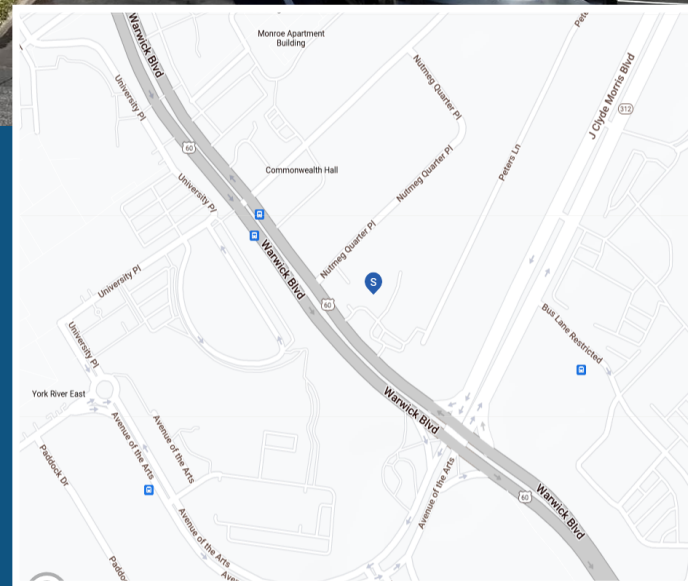 Warwick Blvd
Monroe Apartment
Building
J Clyde Morris Blvd
312
Nutmeg Quarter Pl
University Pl
60
Peters Ln
Commonwealth Hall
Nutmeg Quarter Pl
University Pl
Nutmeg Quarter Pl
Warwick Blvd
University Pl
S
60
Bus Lane Restricted
University Pl
York River East
Warwick Blvd
Avenue of the Arts
Avenue of the Arts
Paddock Dr
Avenue of the Arts
60
Warwick Blvd
Avenue of the Arts